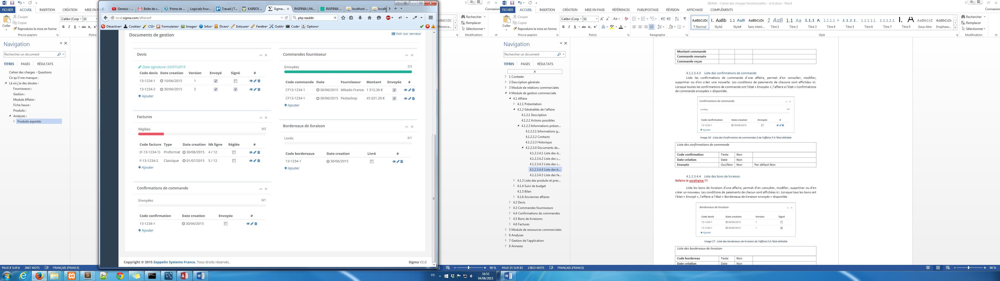 FICHIER ACCUEIL INSERTION CRÉATION MISE EN P
Couper
Copier
Reproduire la mise en forme
Coller
Presse-papiers
Calibri (Corp 11
Police
Navigation
Rechercher un document
TITRES PAGES RÉSULTATS
Cahier des charges - Questions
Ce qu'il me manque :
Là où j'ai des doutes :
Fournisseurs :
Gestion :
Module Affaire :
Fiche heure :
Produits :
Analyses :
Produits exportés
PAGE 8 SUR 8 2067 MOTS FRANÇAIS (FRANCE)
Genesis - ... Boîte de r... Prime de ... Logiciels four... Travail | T... KAIRIOS ... Sigma... INSPINIA | Mi... INSPINIA ... localhost ... localh
local.sigma.com/affaires#
php readdir
Désactiver Cookies CSS Formulaires Images Infos Divers Entourer Fenêtre Outils Code Options
Documents de gestion
Voir sur serveur
Devis
Date signature: 03/07/2015
Code devis Date creation Version Envoyé Signé #
13-1234-1 10/06/2015 1
13-1234-2 30/06/2015 2
Ajouter
Factures
Réglées 0/2
Code facture Type Date creation Nb ligne Réglée #
(F-13-1234-1) Proformat 30/06/2015 4 / 12
F-13-1234-2 Classique 01/07/2015 5 / 12
Ajouter
Confirmations de commande
Envoyées 0/1
Code confirmation Date creation Envoyée #
13-1234-1 30/06/2015
Ajouter
Commandes fournisseur
Envoyées 2/2
Code commande Date Fournisseur Montant Envoyée #
CF13-1234-1 30/06/2015 Mikado France 1 512.36 €
CF13-1234-1 30/06/2015 Pestashop 45 021.20 €
Ajouter
Bordereaux de livraison
Livrés 0/1
Code bordereaux Date creation Livré #
13-1234-1 30/06/2015
Ajouter
Copyright © 2015 Zeppelin Systems France. Tous droits réservés.
Sigma V2.0
Connexion
AaBbCcDc
Rechercher
Remplacer
Sélectionner
Modification
90 %
SIGMA - Cahier des charges fonctionnelles - v1.0.docx - Word
Connexion
FICHIER ACCUEIL INSERTION CRÉATION MISE EN PAGE RÉFÉRENCES PUBLIPOSTAGE RÉVISION AFFICHAGE COMPLÉMENTS
Couper
Copier
Reproduire la mise en forme
Coller
Presse-papiers
Calibri (Corp 11
Police
Paragraphe
¶ Normal Style1 Style4 Sans interl... Titre 1 Titre 2 Titre 3 Titre 4 Titre 5 Titre 6 Titre 7 Titre 0 Sous-titre Emphase...
Style
Rechercher
Remplacer
Sélectionner
Modification
Navigation
Rechercher un document
TITRES PAGES RÉSULTATS
1 Contexte
2 Description générale
3 Module de relations commerciales
4 Module de gestion commerciale
4.1 Affaire
4.1.1 Présentation
4.1.2 Généralités de l'affaire
4.1.2.1 Description
4.1.2.2 Actions possibles
4.1.2.3 Informations présen...
4.1.2.3.1 Informations g...
4.1.2.3.2 Contacts
4.1.2.3.3 Historique
4.1.2.3.4 Documents de...
4.1.2.3.4.1 Liste des d...
4.1.2.3.4.2 Liste des c...
4.1.2.3.4.3 Liste des c...
4.1.2.3.4.4 Liste des b...
4.1.2.3.4.5 Liste des fa...
4.1.3 Liste des produits et pres...
4.1.4 Suivi de budget
4.1.5 Bilan
4.1.6 Anciennes affaires
4.2 Devis
4.3 Commandes fournisseurs
4.4 Confirmations de commandes
4.5 Bons de livraisons
4.6 Factures
5 Module de ressources commerciales
6 Analyses
7 Gestion de l'application
8 Annexes
Montant commande
Commande envoyée
Commande reçue
4.1.2.3.4.3 Liste des confirmations de commande
Liste les confirmations de commande d'une affaire, permet d'en consulter, modifier,
supprimer ou d'en créer une nouvelle. Les conditions de paiements de chacune sont affichées ici.
Lorsque toutes les confirmations de commande ont l'état « Envoyée », l'affaire a l'état « Confirmations
de commande envoyées » disponible.
Confirmations de commande
Livrées 0/1
Code confirmation Date creation Envoyée #
13-1234-1 30/06/2015
Ajouter
Image 16 - Liste des Confirmation de commandes à de l'affaire X à l'état éditable
Liste des confirmations de commande
Code confirmation Texte Non
Date création Date Non
Envoyée Oui/Non Non Par défaut Non
4.1.2.3.4.4 Liste des bons de livraison
Refaire le wireframe !!!
Liste les bons de livraison d'une affaire, permet d'en consulter, modifier, supprimer ou d'en
créer un nouveau. Les conditions de paiements de chacun sont affichées ici. Lorsque tous les bons ont
l'état « Envoyé », l'affaire a l'état « Bordereaux de livraison envoyés » disponible.
Bordereaux de livraison
Code devis Date creation Version Signé
13-1234-1 30/06/2015 1
13-1234-1 30/06/2015 1
Ajouter
Image 17 - Liste des bordereaux de livraison de l'affaire X à l'état éditable
Liste des bordereaux de livraison
Code bordereau Texte Non
Date création Date Non
PAGE 35 SUR 82 13813 MOTS FRANÇAIS (FRANCE)
90 %
FR 16:53
04/08/2015